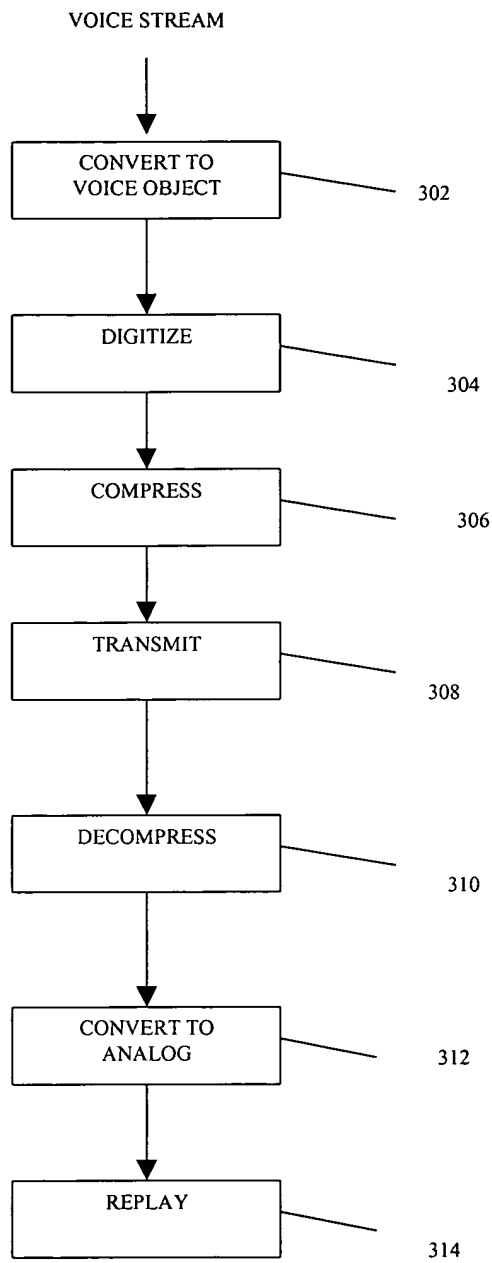 VOICE STREAM
CONVERT TO
VOICE OBJECT
302
DIGITIZE
304
COMPRESS
306
TRANSMIT
308
DECOMPRESS
310
CONVERT TO
ANALOG
312
REPLAY
314